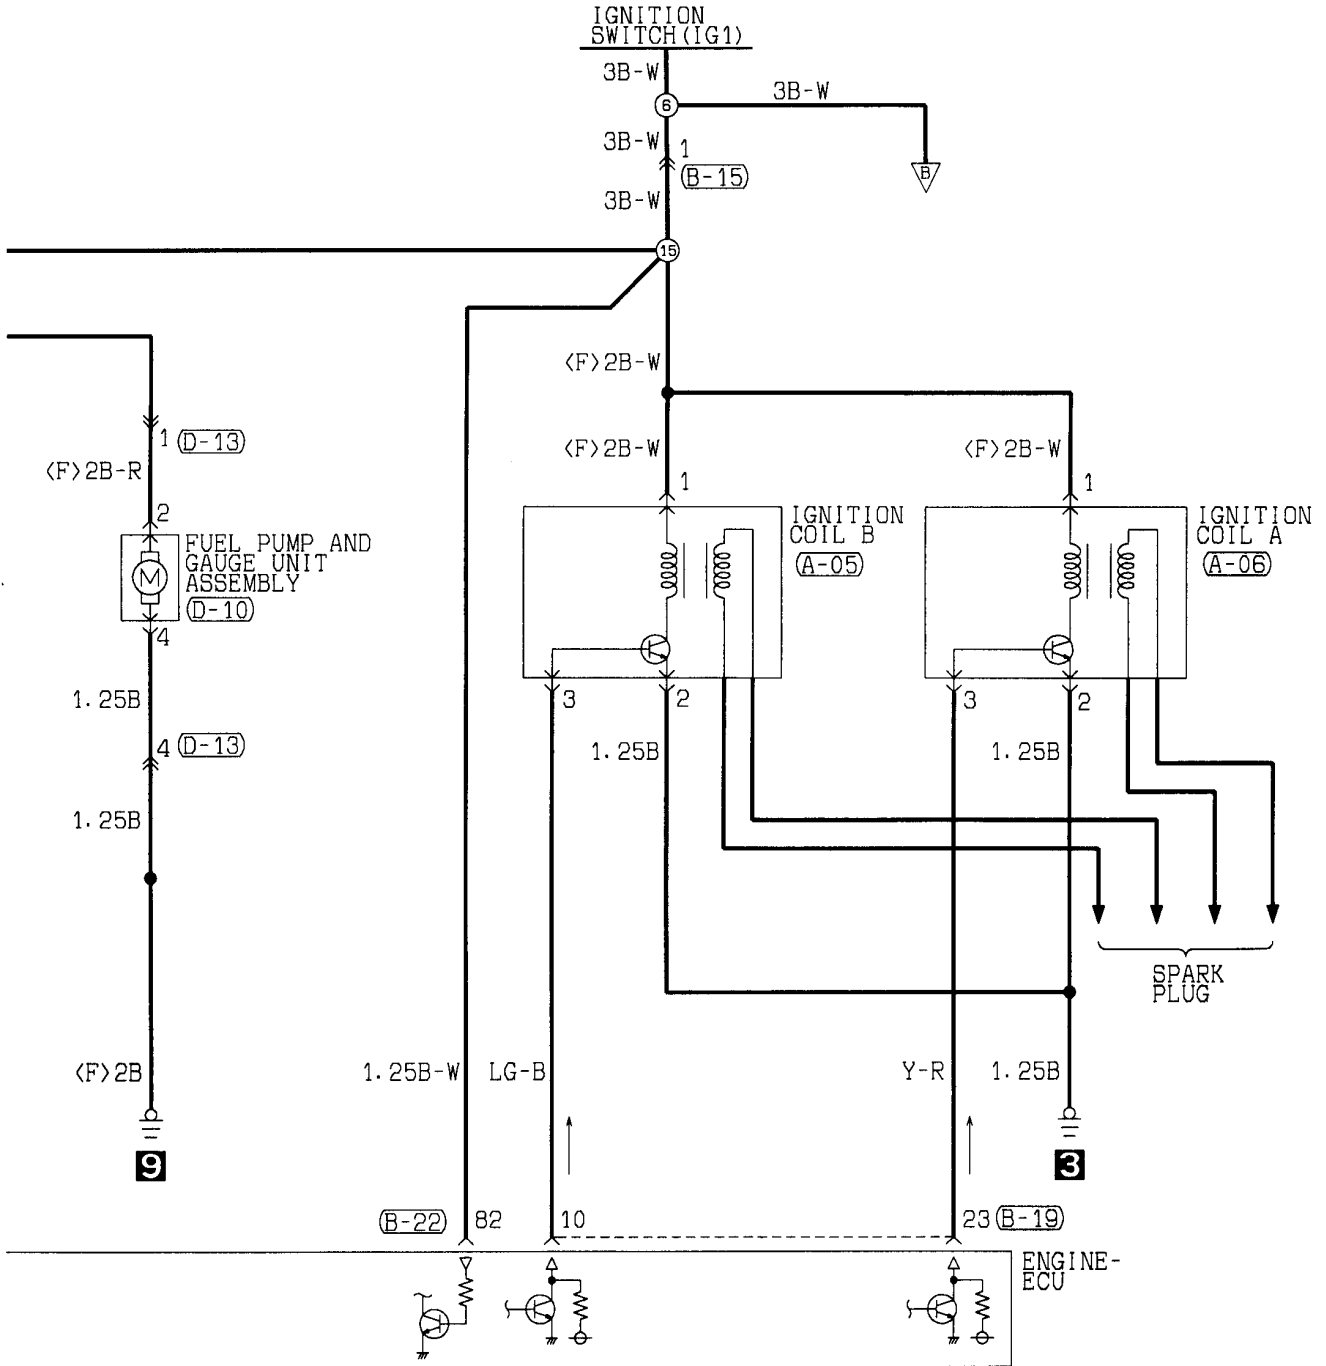 IGNITION
SWITCH(IG1)
3B-W
6
3B-W
3B-W
1
B-15
B
3B-W
15
<F>2B-W
1
D-13
<F>2B-R
<F>2B-W
<F>2B-W
1
1
2
FUEL PUMP AND
GAUGE UNIT
ASSEMBLY
D-10
M
4
IGNITION
COIL B
A-05
IGNITION
COIL A
A-06
3
2
3
2
1.25B
4
D-13
1.25B
1.25B
1.25B
SPARK
PLUG
<F>2B
1.25B-W
LG-B
Y-R
1.25B
9
3
B-22
82
10
23
B-19
ENGINE-
ECU